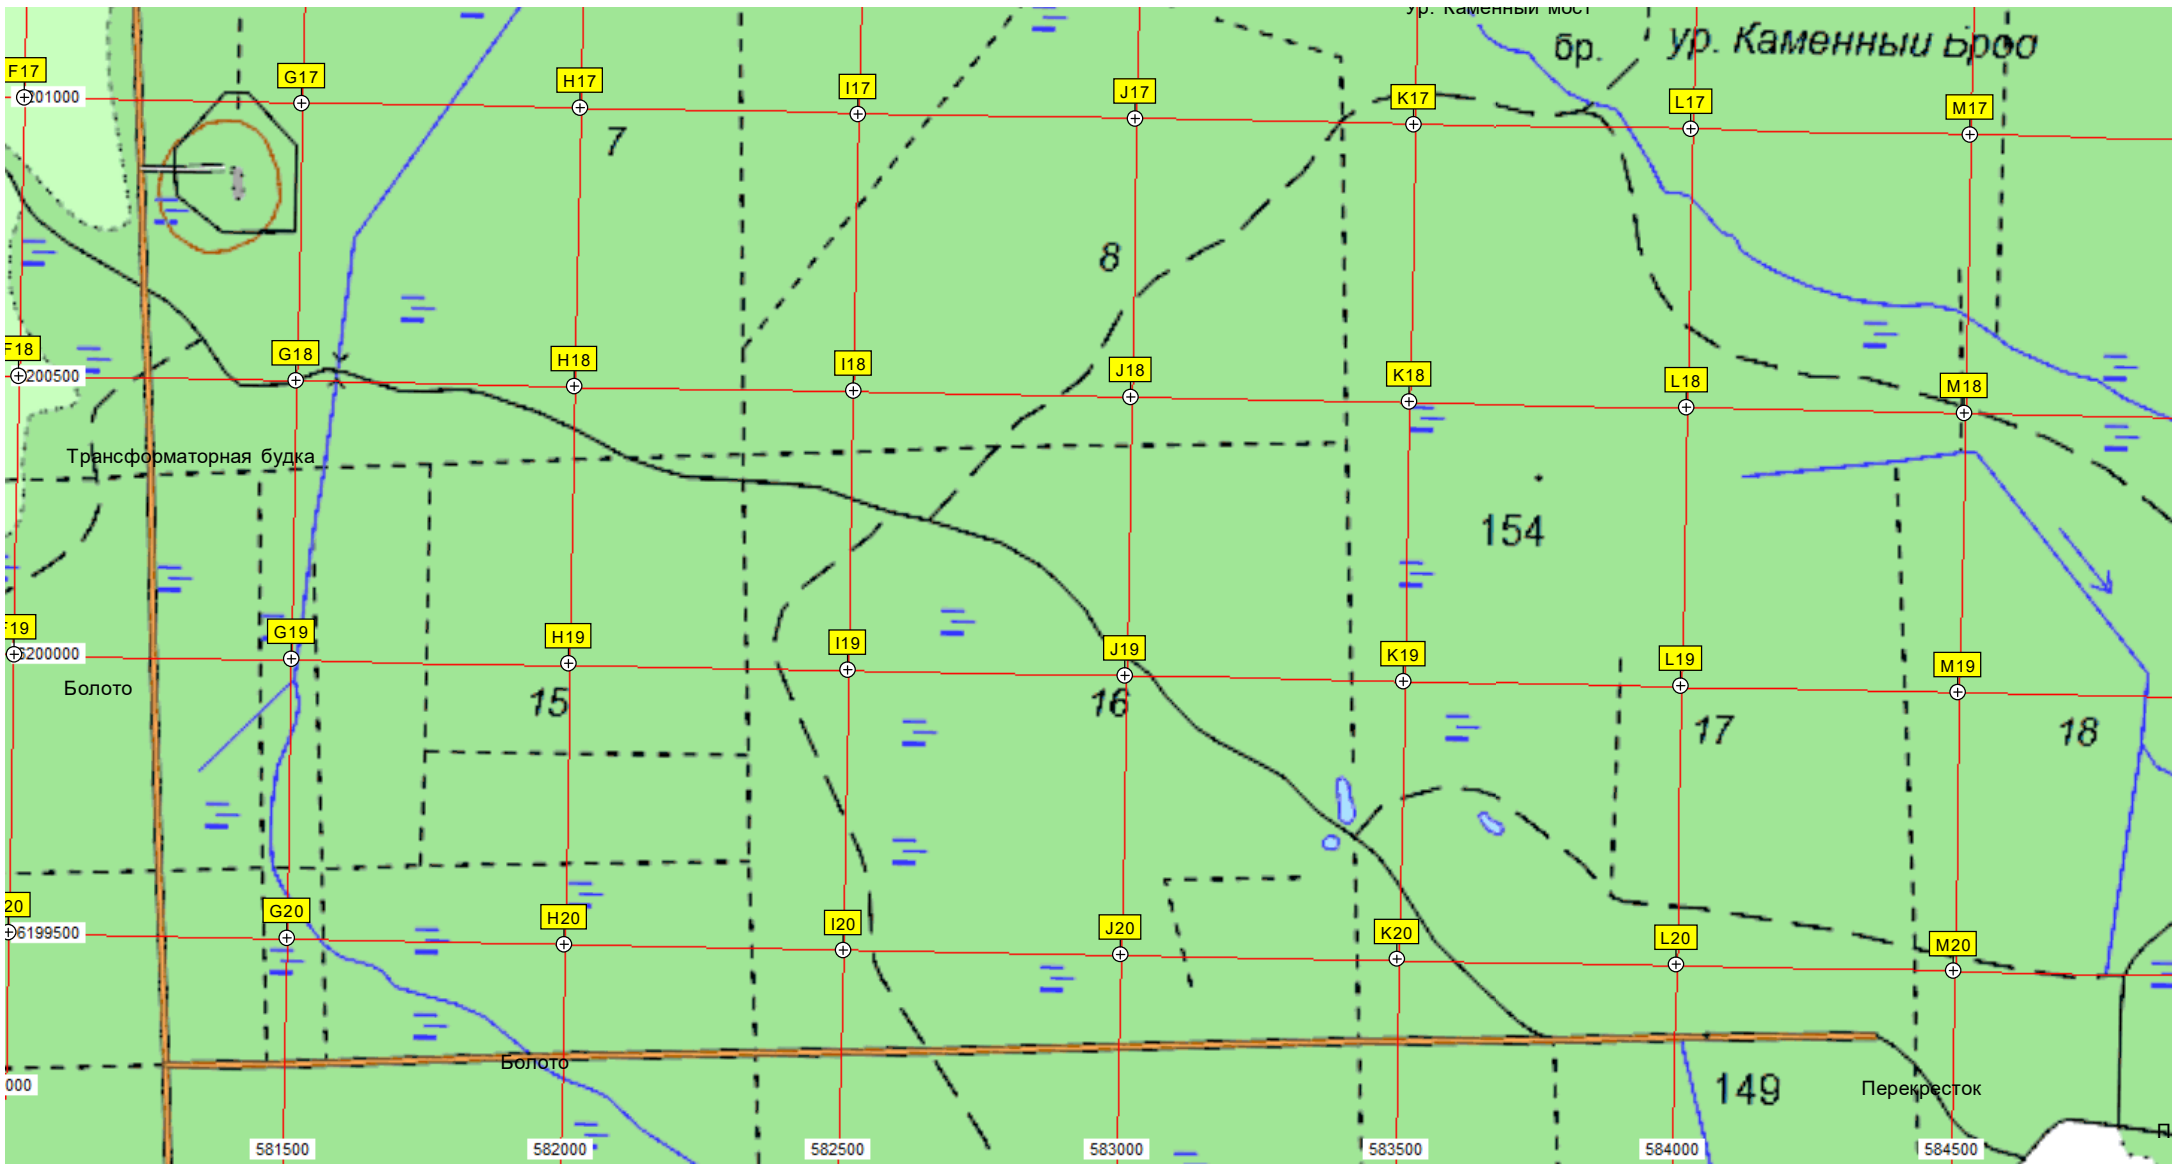 ур. Каменный мост
бр. ур. Каменный Брод
F17 G17 H17 I17 J17 K17 L17 M17
201000
7
8
F18 G18 H18 I18 J18 K18 L18 M18
200500
Трансформаторная будка
154
F19 G19 H19 I19 J19 K19 L19 M19
6200000
Болото
15 16 17 18
20 G20 H20 I20 J20 K20 L20 M20
6199500
Болото
000
149
Перекресток
П
581500 582000 582500 583000 583500 584000 584500